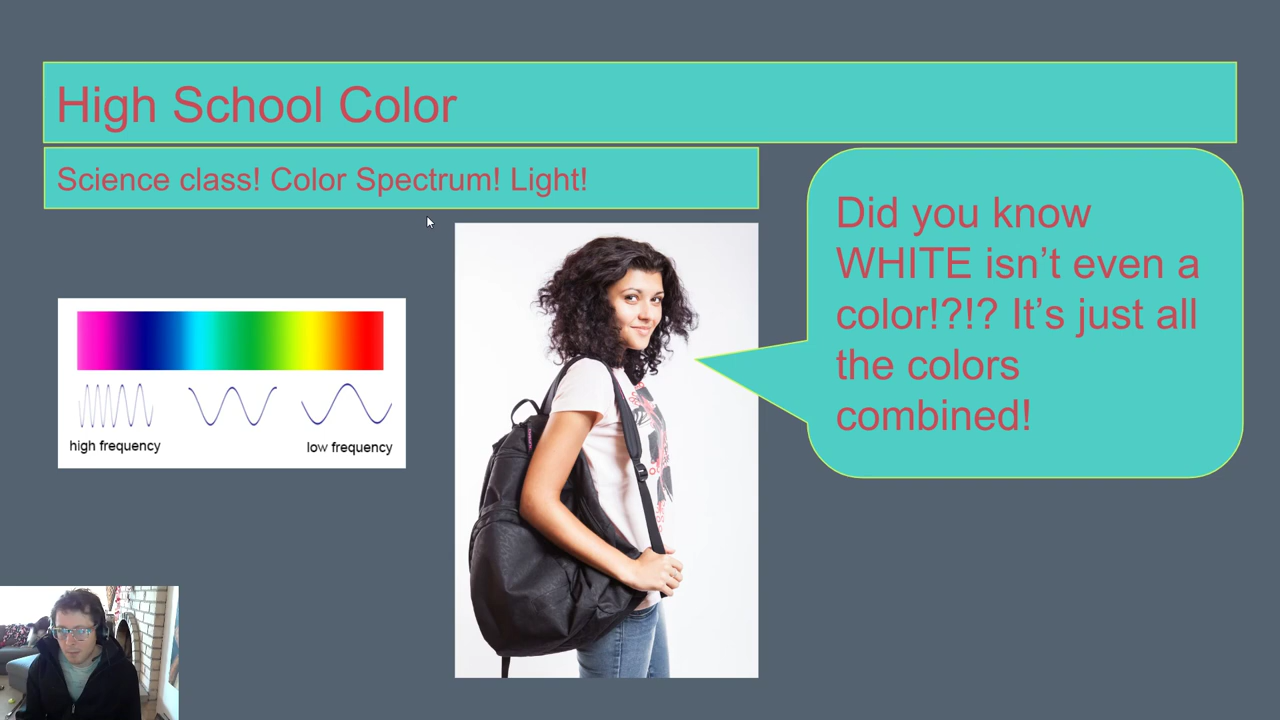 High School Color
Science class! Color Spectrum! Light!
Did you know
WHITE isn’t even a
color!?!? It’s just all
the colors
combined!
high frequency
low frequency